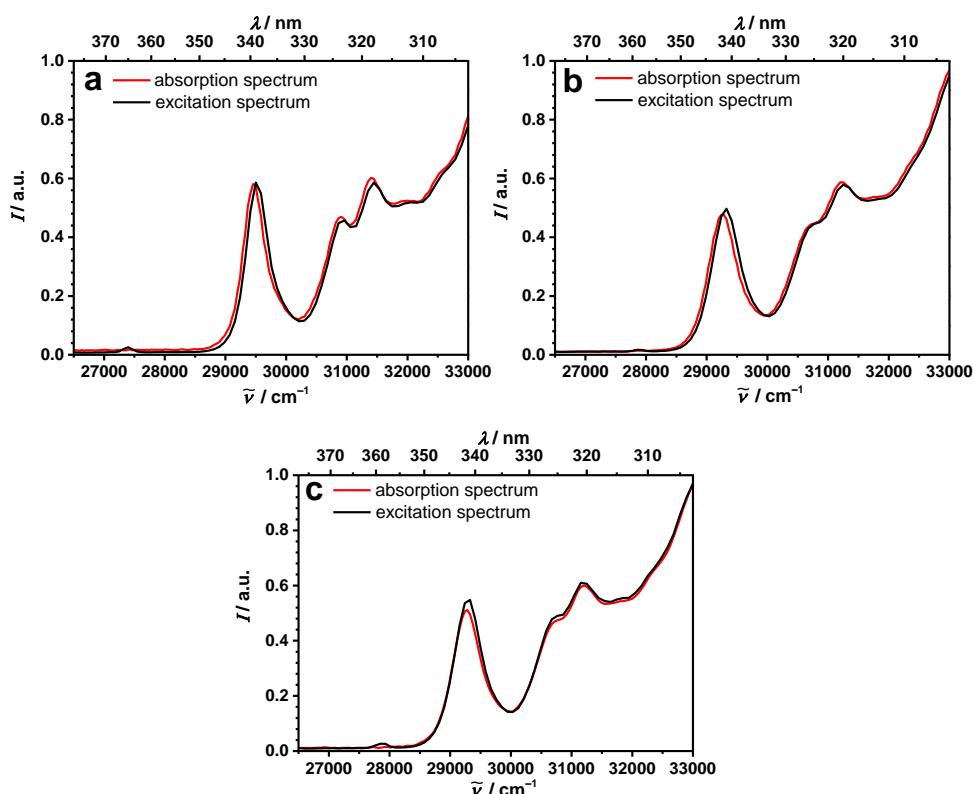 λ / nm
370 365 360 350 340 330 320 310
a
absorption spectrum
excitation spectrum
1.0
0.8
0.6
0.4
0.2
0.0
I / a.u.
27000 28000 29000 30000 31000 32000 33000
ṽ / cm⁻¹
λ / nm
370 360 350 340 330 320 310
b
absorption spectrum
excitation spectrum
1.0
0.8
0.6
0.4
0.2
0.0
I / a.u.
27000 28000 29000 30000 31000 32000 33000
ṽ / cm⁻¹
λ / nm
370 360 350 340 330 320 310
c
absorption spectrum
excitation spectrum
1.0
0.8
0.6
0.4
0.2
0.0
I / a.u.
27000 28000 29000 30000 31000 32000 33000
ṽ / cm⁻¹